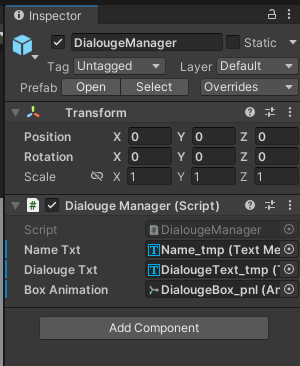 Inspector
DialougeManager Static
Tag Untagged Layer Default
Prefab Open Select Overrides
Transform
Position X 0 Y 0 Z 0
Rotation X 0 Y 0 Z 0
Scale X 1 Y 1 Z 1
# Dialouge Manager (Script)
Script # DialougeManager
Name Txt T Name_tmp (Text Me
Dialouge Txt T DialougeText_tmp (T
Box Animation DialougeBox_pnl (An
Add Component